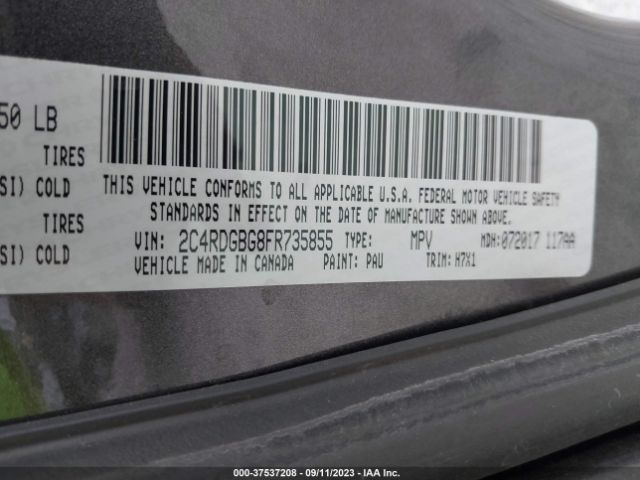 50 LB
TIRES
SI) COLD
TIRES
SI) COLD
THIS VEHICLE CONFORMS TO ALL APPLICABLE U.S.A. FEDERAL MOTOR VEHICLE SAFETY
STANDARDS IN EFFECT ON THE DATE OF MANUFACTURE SHOWN ABOVE.
VIN: 2C4RDGBG8FR735855 TYPE: MPV MDH:072017 117AA
VEHICLE MADE IN CANADA PAINT: PAU TRIM: H7X1
000-37537208 - 09/11/2023 - IAA Inc.